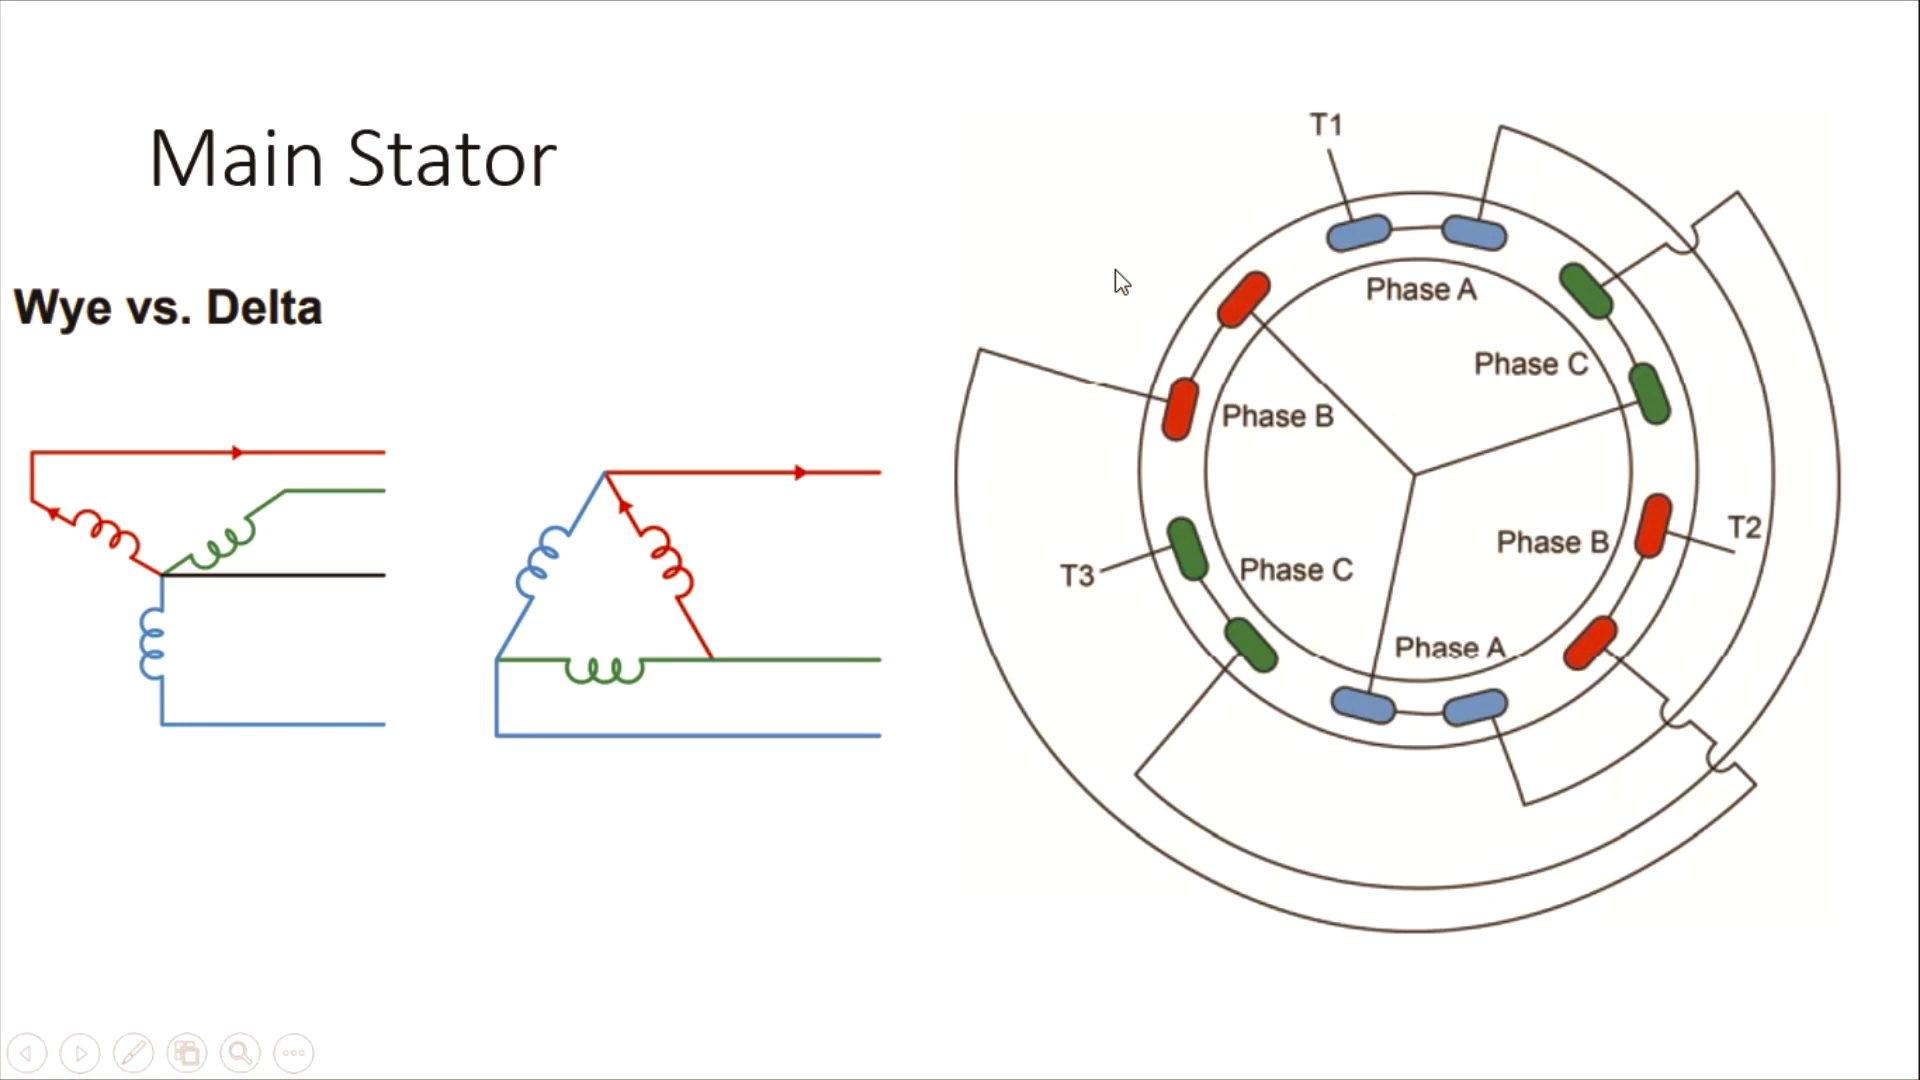 Main Stator
Wye vs. Delta
T1
Phase A
Phase C
Phase B
T2
Phase B
T3
Phase C
Phase A